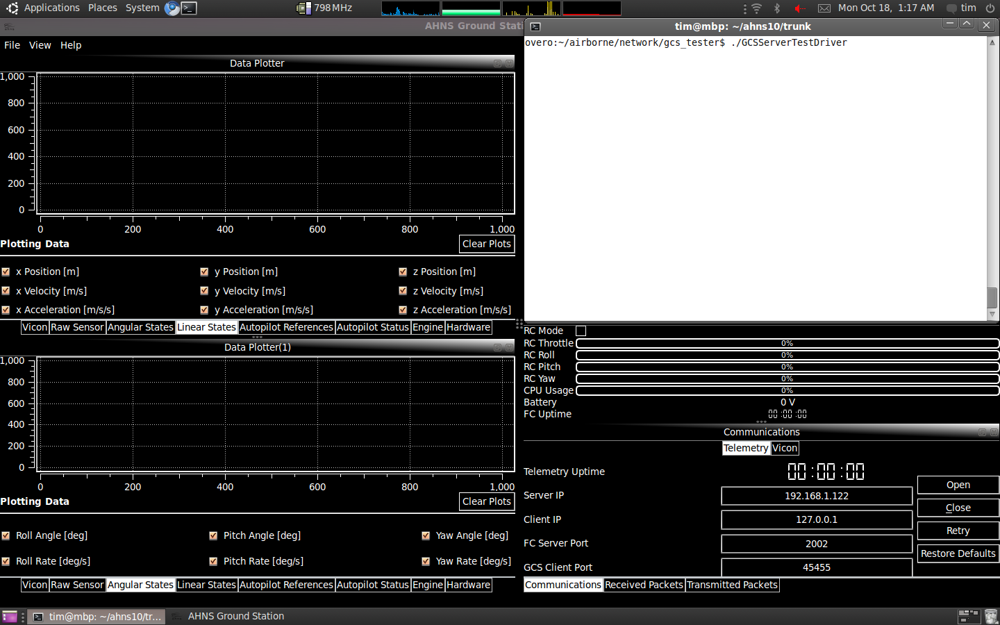 Applications Places System 798 MHz Mon Oct 18, 1:17 AM tim
AHNS Ground Stati
tim@mbp: ~/ahns10/trunk
File View Help
overo:~/airborne/network/gcs_tester$ ./GCSServerTestDriver
Data Plotter
1,000
800
600
400
200
0
0 200 400 600 800 1,000
Plotting Data Clear Plots
x Position [m] y Position [m] z Position [m]
x Velocity [m/s] y Velocity [m/s] z Velocity [m/s]
x Acceleration [m/s/s] y Acceleration [m/s/s] z Acceleration [m/s/s]
Vicon Raw Sensor Angular States Linear States Autopilot References Autopilot Status Engine Hardware
Data Plotter(1)
1,000
800
600
400
200
0
0 200 400 600 800 1,000
Plotting Data Clear Plots
Roll Angle [deg] Pitch Angle [deg] Yaw Angle [deg]
Roll Rate [deg/s] Pitch Rate [deg/s] Yaw Rate [deg/s]
Vicon Raw Sensor Angular States Linear States Autopilot References Autopilot Status Engine Hardware
RC Mode
RC Throttle 0%
RC Roll 0%
RC Pitch 0%
RC Yaw 0%
CPU Usage 0%
Battery 0 V
FC Uptime 00:00:00
Communications
Telemetry Vicon
Telemetry Uptime 00:00:00
Server IP 192.168.1.122
Client IP 127.0.0.1
FC Server Port 2002
GCS Client Port 45455
Open
Close
Retry
Restore Defaults
Communications Received Packets Transmitted Packets
tim@mbp: ~/ahns10/tr... AHNS Ground Station